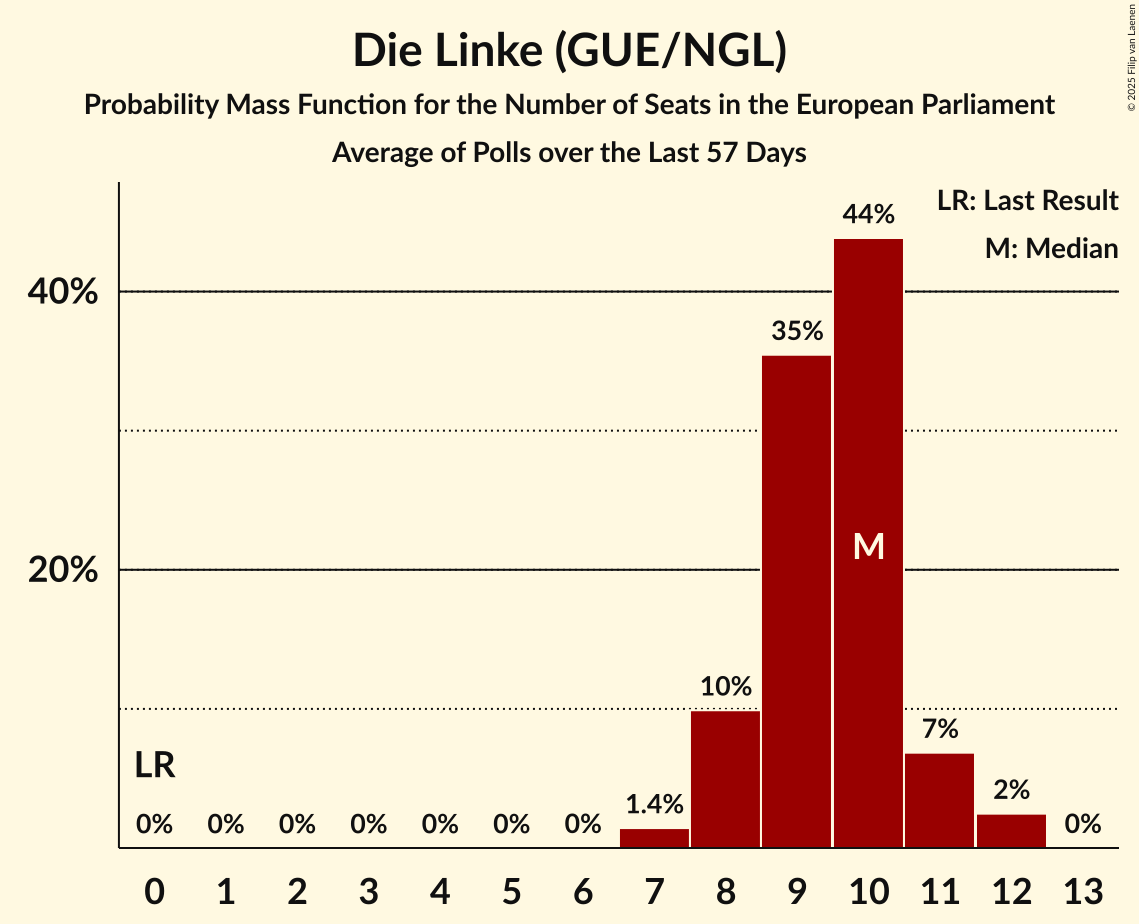 Die Linke (GUE/NGL)
Probability Mass Function for the Number of Seats in the European Parliament
Average of Polls over the Last 57 Days
© 2025 Filip van Laenen
LR: Last Result
M: Median
44%
40%
35%
M
20%
10%
7%
LR
2%
1.4%
0% 0% 0% 0% 0% 0% 0% 0%
0 1 2 3 4 5 6 7 8 9 10 11 12 13